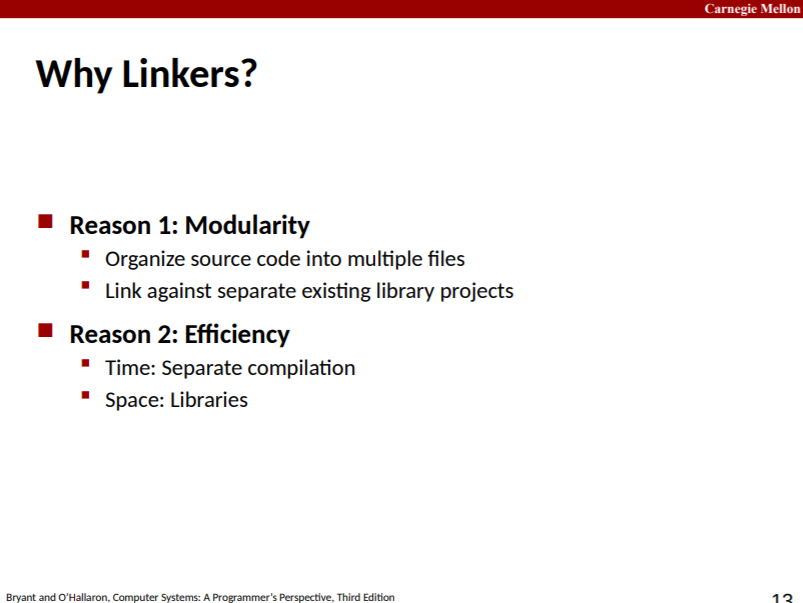 Carnegie Mellon
Why Linkers?
Reason 1: Modularity
Organize source code into multiple files
Link against separate existing library projects
Reason 2: Efficiency
Time: Separate compilation
Space: Libraries
Bryant and O'Hallaron, Computer Systems: A Programmer's Perspective, Third Edition
13